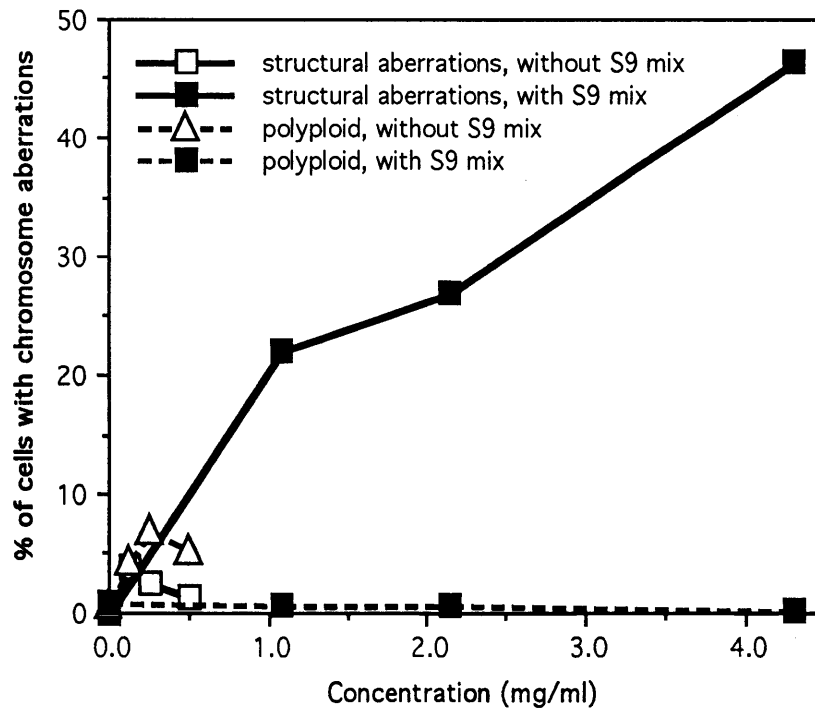 50
40
30
20
10
0
% of cells with chromosome aberrations
structural aberrations, without S9 mix
structural aberrations, with S9 mix
polyploid, without S9 mix
polyploid, with S9 mix
0.0 1.0 2.0 3.0 4.0
Concentration (mg/ml)